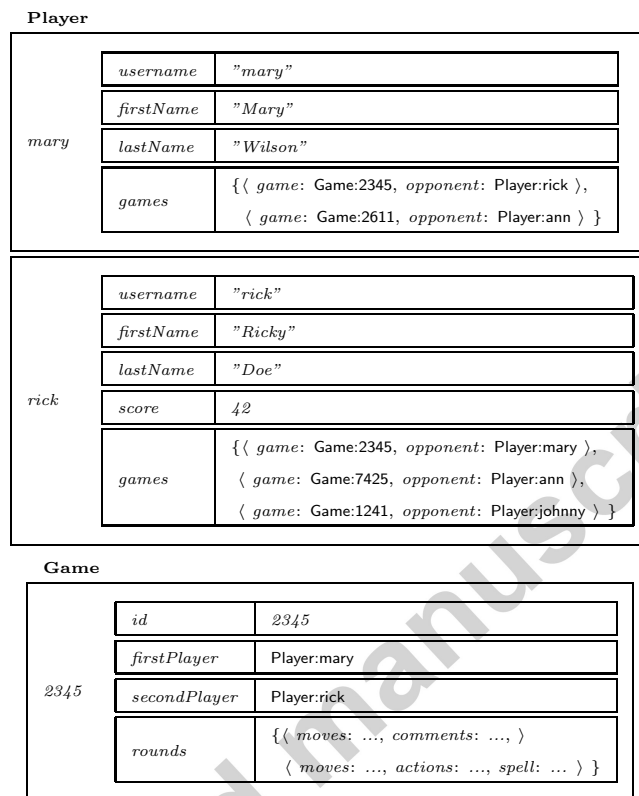 Player
mary
username "mary"
firstName "Mary"
lastName "Wilson"
games {⟨ game: Game:2345, opponent: Player:rick ⟩,
⟨ game: Game:2611, opponent: Player:ann ⟩ }
rick
username "rick"
firstName "Ricky"
lastName "Doe"
score 42
games {⟨ game: Game:2345, opponent: Player:mary ⟩,
⟨ game: Game:7425, opponent: Player:ann ⟩,
⟨ game: Game:1241, opponent: Player:johnny ⟩ }
Game
2345
id 2345
firstPlayer Player:mary
secondPlayer Player:rick
rounds {⟨ moves: ..., comments: ..., ⟩
⟨ moves: ..., actions: ..., spell: ... ⟩ }